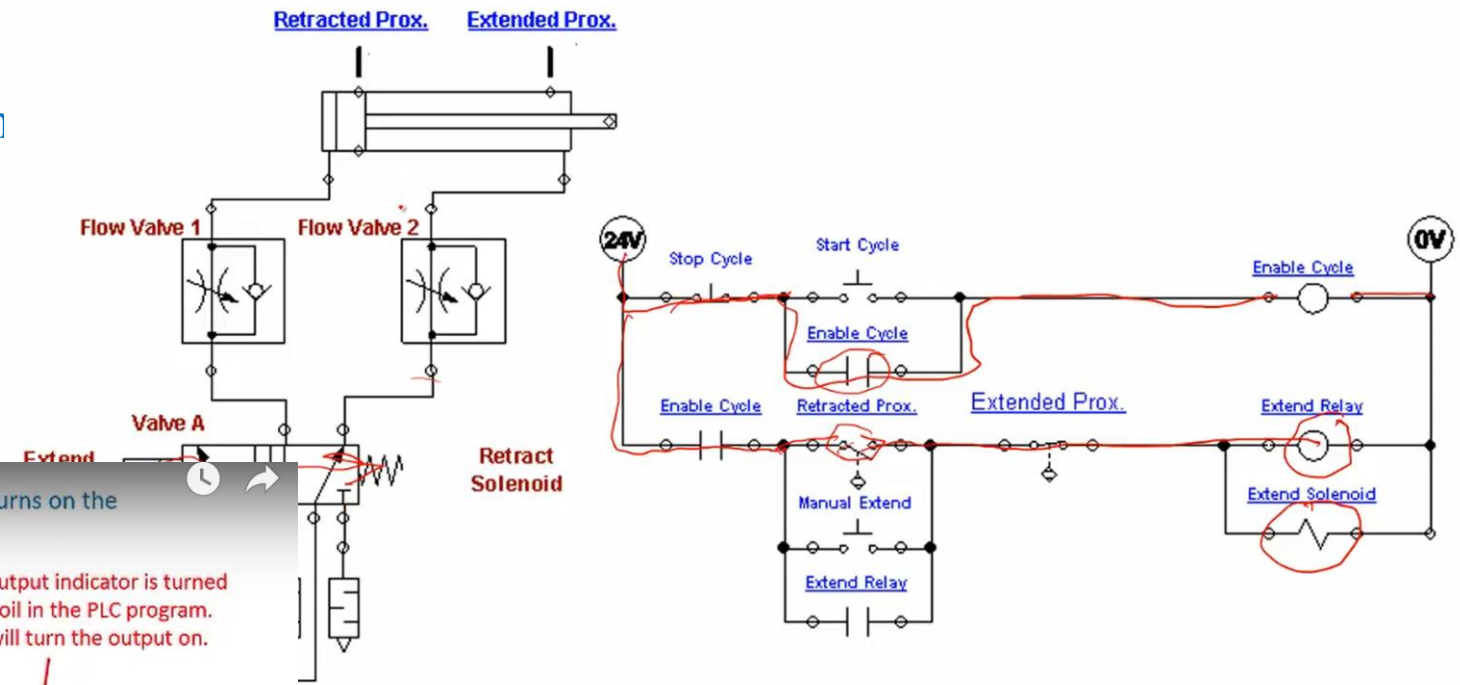 Retracted Prox. Extended Prox.
Flow Valve 1 Flow Valve 2
24V
Stop Cycle
Start Cycle
Enable Cycle
0V
Enable Cycle
Enable Cycle
Retracted Prox.
Extended Prox.
Extend Relay
Valve A
Extend
Retract
Solenoid
Manual Extend
Extend Solenoid
Extend Relay
urns on the
utput indicator is turned
oil in the PLC program.
ill turn the output on.